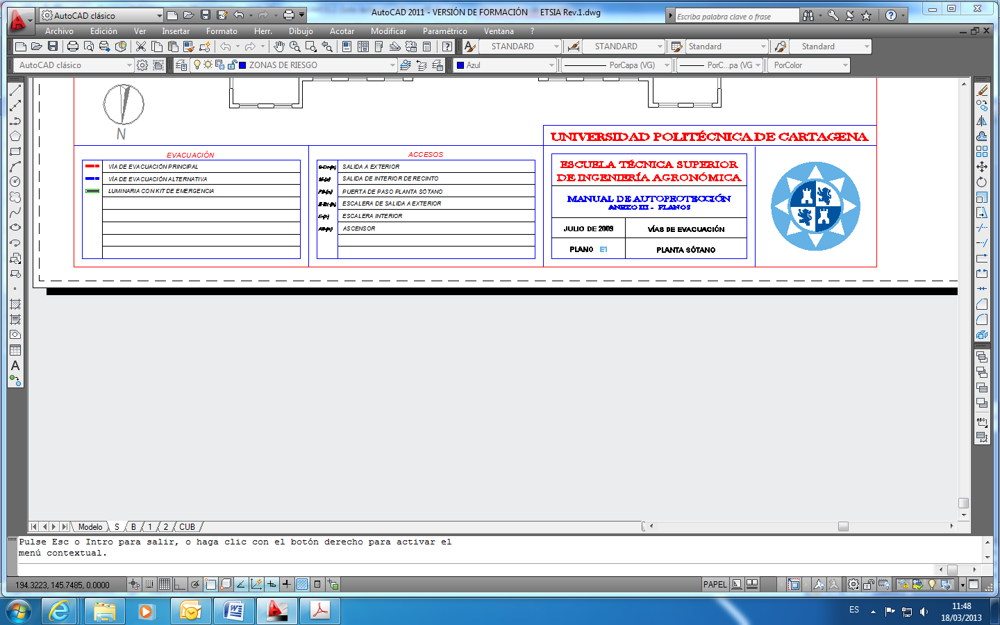 AutoCAD clásico
AutoCAD 2011 - VERSIÓN DE FORMACIÓN ETSIA Rev.1.dwg
Escriba palabra clave o frase
Archivo Edición Ver Insertar Formato Herr. Dibujo Acotar Modificar Paramétrico Ventana ?
STANDARD STANDARD Standard Standard
AutoCAD clásico ZONAS DE RIESGO Azul PorCapa (VG) PorC...pa (VG PorColor
N
UNIVERSIDAD POLITÉCNICA DE CARTAGENA
EVACUACIÓN
VÍA DE EVACUACIÓN PRINCIPAL
VÍA DE EVACUACIÓN ALTERNATIVA
LUMINARIA CON KIT DE EMERGENCIA
ACCESOS
SALIDA A EXTERIOR
SALIDA DE INTERIOR DE RECINTO
PUERTA DE PASO PLANTA SÓTANO
ESCALERA DE SALIDA A EXTERIOR
ESCALERA INTERIOR
ASCENSOR
ESCUELA TÉCNICA SUPERIOR
DE INGENIERÍA AGRONÓMICA
MANUAL DE AUTOPROTECCIÓN
ANEXO III - PLANOS
JULIO DE 2009 VÍAS DE EVACUACIÓN
PLANO E1 PLANTA SÓTANO
A
ABC
Modelo S B 1 2 CUB
Pulse Esc o Intro para salir, o haga clic con el botón derecho para activar el
menú contextual.
194.3223, 145.7485, 0.0000 PAPEL
ES
11:48
18/03/2013